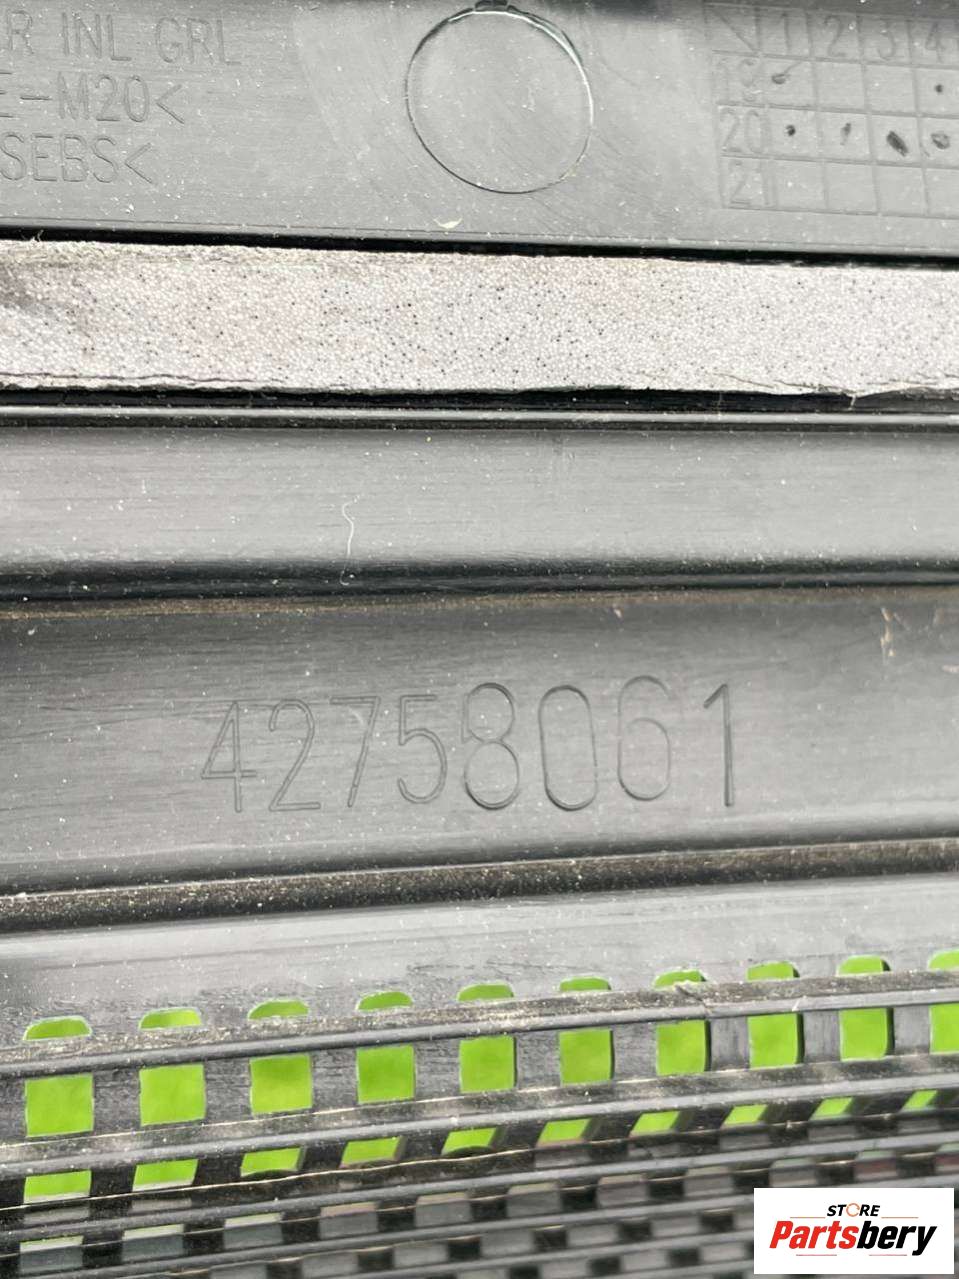 R INL GRL
E-M20<
SEBS<
1 2 3 4
19
20
21
42758061
STORE
Partsbery